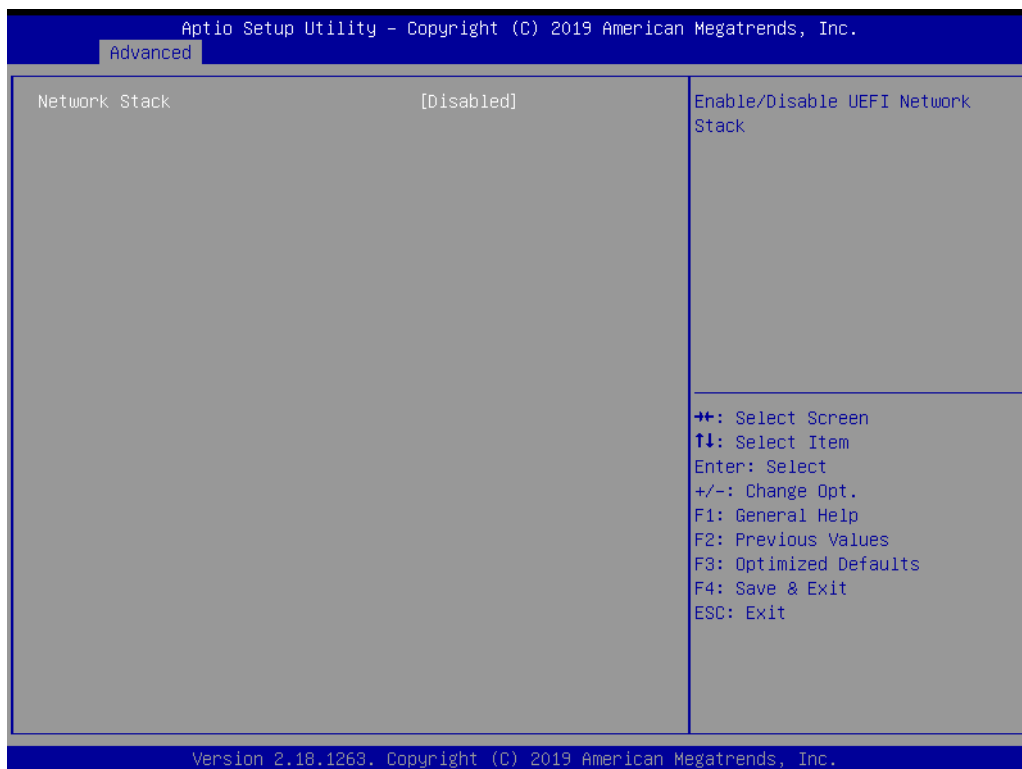 Aptio Setup Utility – Copyright (C) 2019 American Megatrends, Inc.
Advanced
Network Stack [Disabled]
Enable/Disable UEFI Network
Stack
→←: Select Screen
↑↓: Select Item
Enter: Select
+/-: Change Opt.
F1: General Help
F2: Previous Values
F3: Optimized Defaults
F4: Save & Exit
ESC: Exit
Version 2.18.1263. Copyright (C) 2019 American Megatrends, Inc.